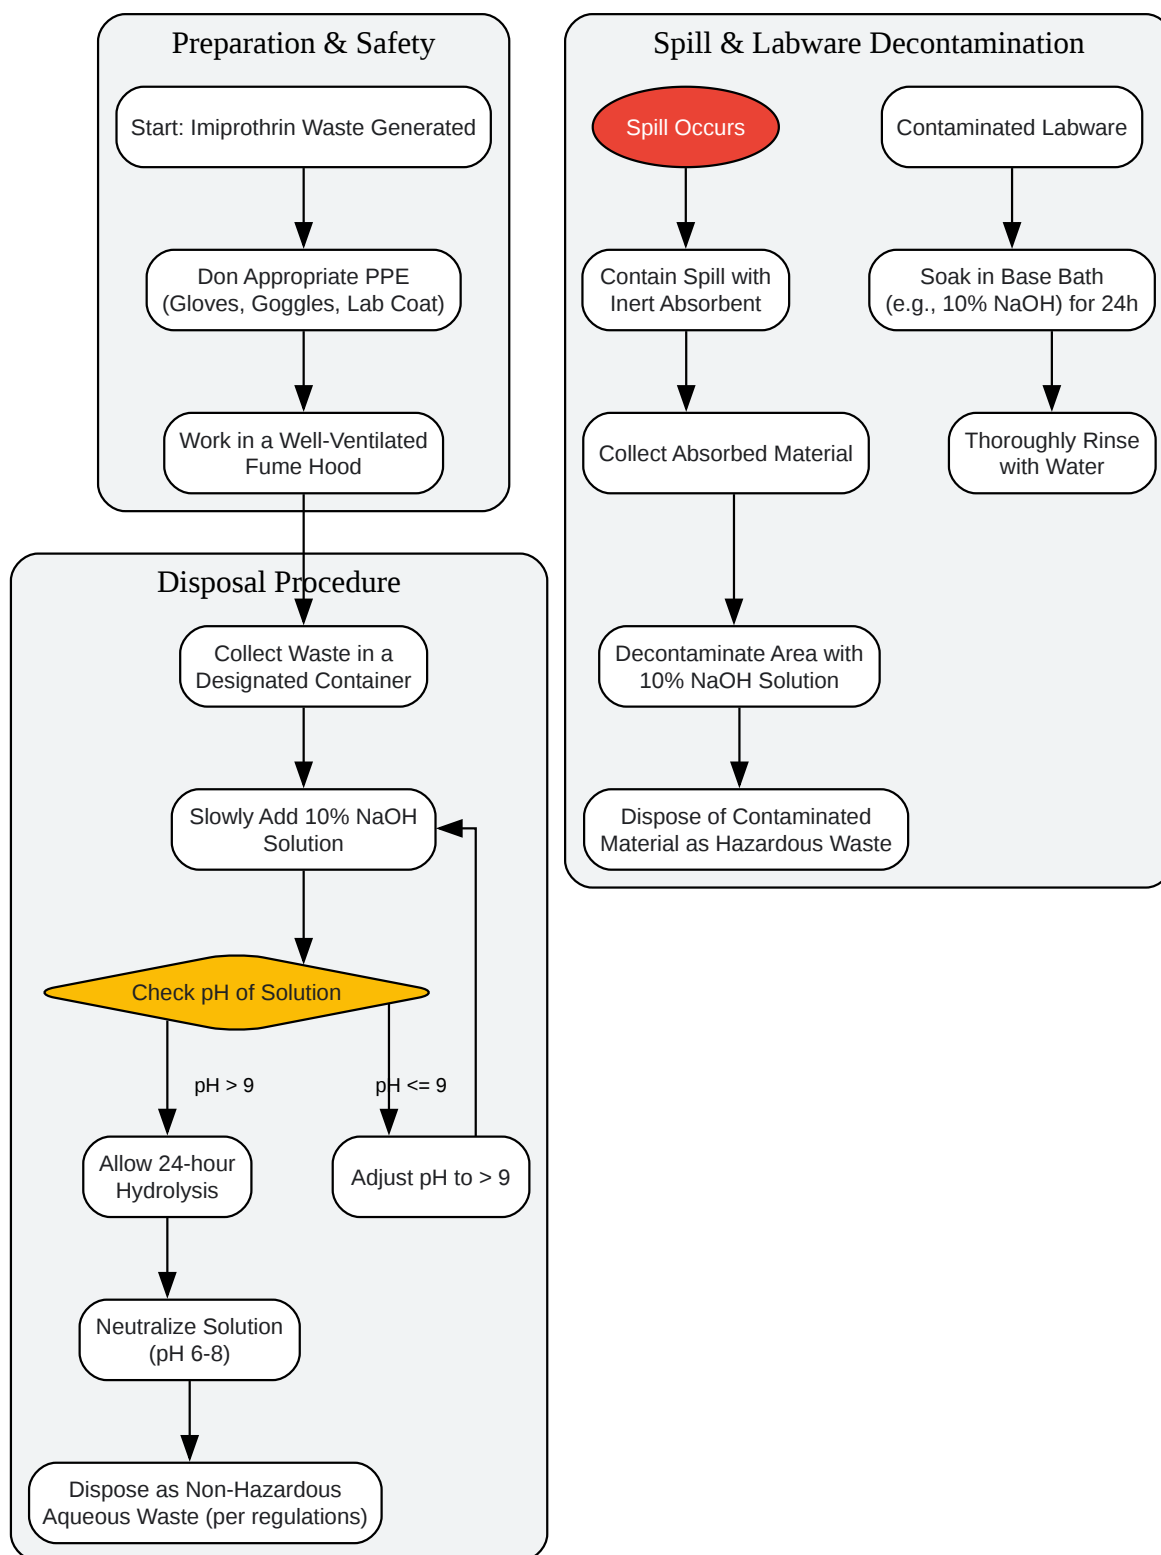 Preparation & Safety
Start: Imiprothrin Waste Generated
Don Appropriate PPE
(Gloves, Goggles, Lab Coat)
Work in a Well-Ventilated
Fume Hood
Disposal Procedure
Collect Waste in a
Designated Container
Slowly Add 10% NaOH
Solution
Check pH of Solution
pH > 9
pH <= 9
Allow 24-hour
Hydrolysis
Adjust pH to > 9
Neutralize Solution
(pH 6-8)
Dispose as Non-Hazardous
Aqueous Waste (per regulations)
Spill & Labware Decontamination
Spill Occurs
Contain Spill with
Inert Absorbent
Collect Absorbed Material
Decontaminate Area with
10% NaOH Solution
Dispose of Contaminated
Material as Hazardous Waste
Contaminated Labware
Soak in Base Bath
(e.g., 10% NaOH) for 24h
Thoroughly Rinse
with Water